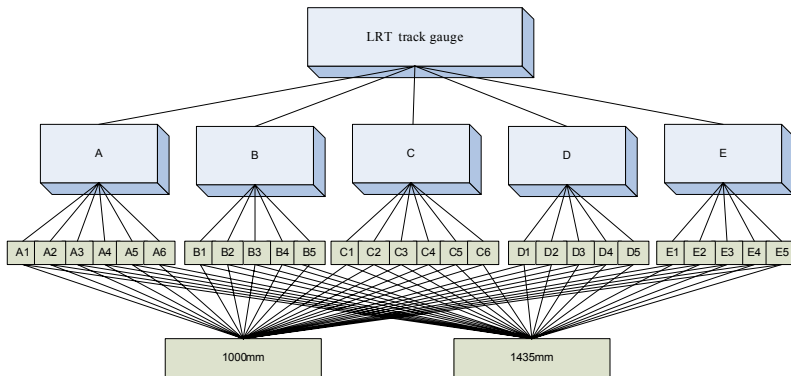 LRT track gauge
A B C D E
A1 A2 A3 A4 A5 A6 B1 B2 B3 B4 B5 C1 C2 C3 C4 C5 C6 D1 D2 D3 D4 D5 E1 E2 E3 E4 E5
1000mm 1435mm